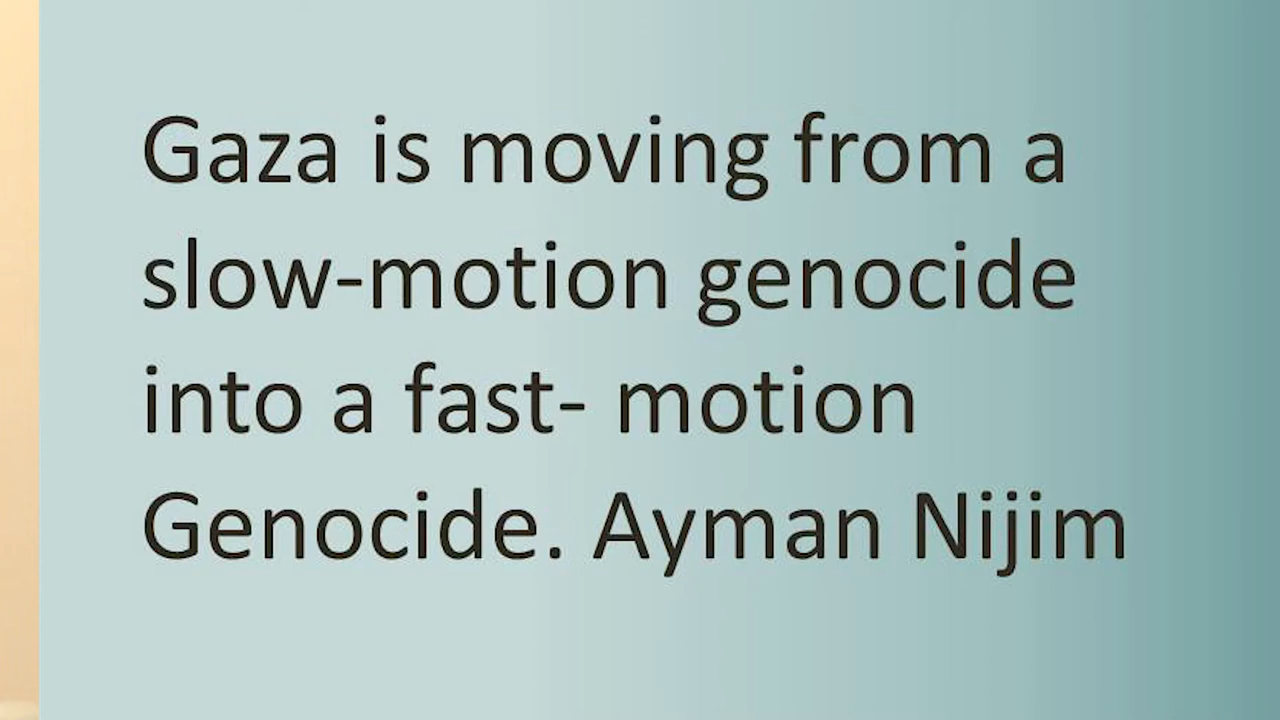 Gaza is moving from a
slow-motion genocide
into a fast- motion
Genocide. Ayman Nijim